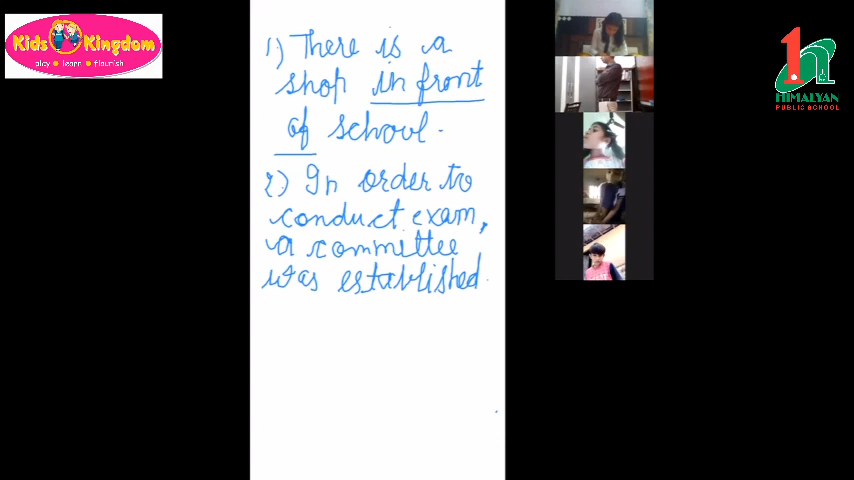 Kids Kingdom
play • learn • flourish
1.) There is a
shop in front
of school.
2.) In order to
conduct exam,
a committee
was established.
1h
HIMALYAN
PUBLIC SCHOOL